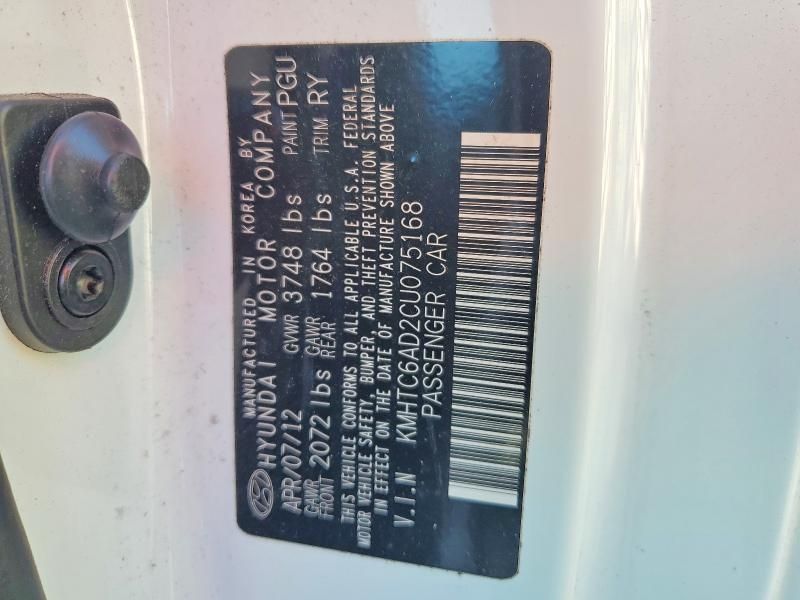 MANUFACTURED IN KOREA BY
HYUNDAI MOTOR COMPANY
APR/07/12 GVWR 3748 lbs PAINT PGU
GAWR FRONT 2072 lbs GAWR REAR 1764 lbs TRIM RY
THIS VEHICLE CONFORMS TO ALL APPLICABLE U.S.A. FEDERAL
MOTOR VEHICLE SAFETY, BUMPER, AND THEFT PREVENTION STANDARDS
IN EFFECT ON THE DATE OF MANUFACTURE SHOWN ABOVE
V.I.N KMHTC6AD2CU075168
PASSENGER CAR